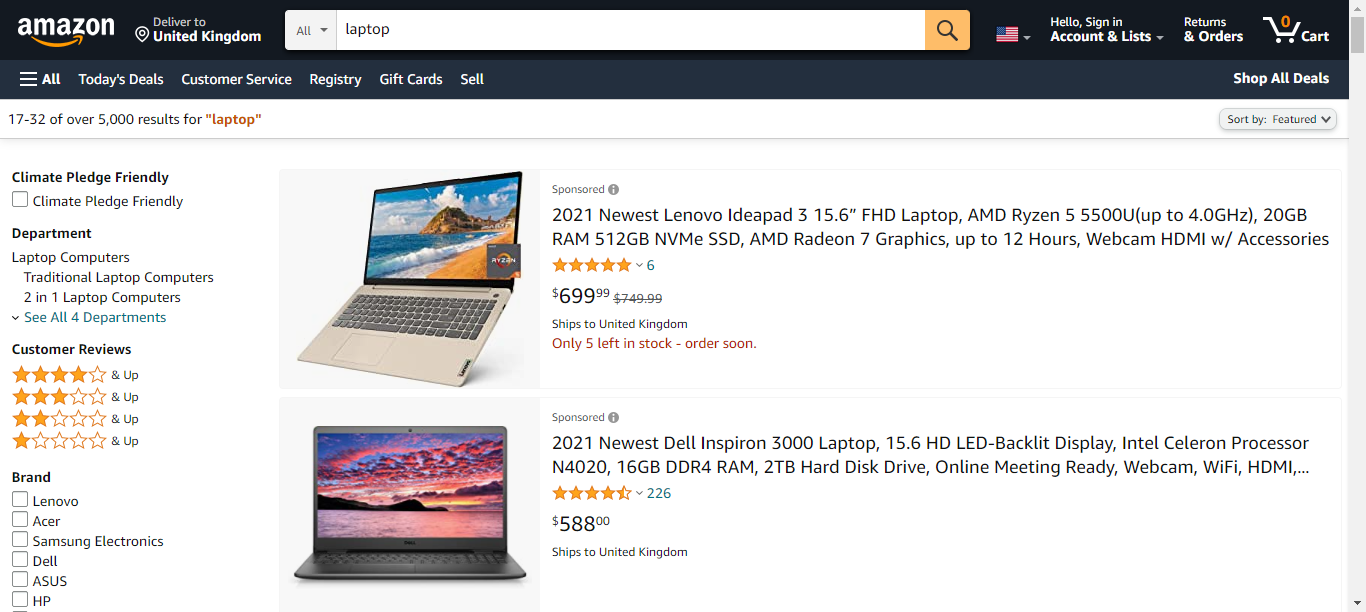 amazon
Deliver to
United Kingdom
All
laptop
Hello, Sign in
Account & Lists
Returns
& Orders
0
Cart
All
Today's Deals
Customer Service
Registry
Gift Cards
Sell
Shop All Deals
17-32 of over 5,000 results for "laptop"
Sort by: Featured
Climate Pledge Friendly
Climate Pledge Friendly
Department
Laptop Computers
Traditional Laptop Computers
2 in 1 Laptop Computers
See All 4 Departments
Customer Reviews
& Up
& Up
& Up
& Up
Brand
Lenovo
Acer
Samsung Electronics
Dell
ASUS
HP
RYZEN
Lenovo
Sponsored
2021 Newest Lenovo Ideapad 3 15.6” FHD Laptop, AMD Ryzen 5 5500U(up to 4.0GHz), 20GB
RAM 512GB NVMe SSD, AMD Radeon 7 Graphics, up to 12 Hours, Webcam HDMI w/ Accessories
6
$69999 $749.99
Ships to United Kingdom
Only 5 left in stock - order soon.
DELL
Sponsored
2021 Newest Dell Inspiron 3000 Laptop, 15.6 HD LED-Backlit Display, Intel Celeron Processor
N4020, 16GB DDR4 RAM, 2TB Hard Disk Drive, Online Meeting Ready, Webcam, WiFi, HDMI,...
226
$58800
Ships to United Kingdom